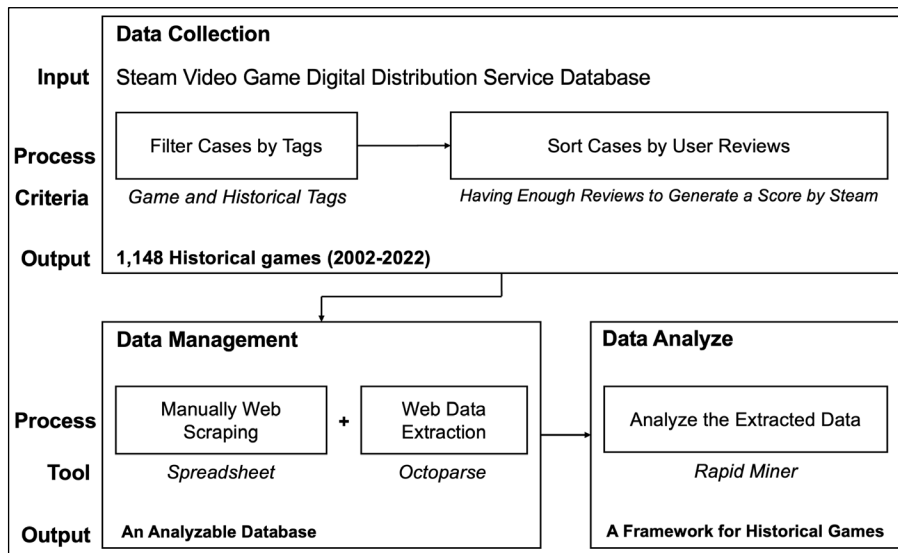 Data Collection
Input
Steam Video Game Digital Distribution Service Database
Process
Filter Cases by Tags
Sort Cases by User Reviews
Criteria
Game and Historical Tags
Having Enough Reviews to Generate a Score by Steam
Output
1,148 Historical games (2002-2022)
Data Management
Data Analyze
Process
Manually Web
Scraping
+
Web Data
Extraction
Analyze the Extracted Data
Tool
Spreadsheet
Octoparse
Rapid Miner
Output
An Analyzable Database
A Framework for Historical Games